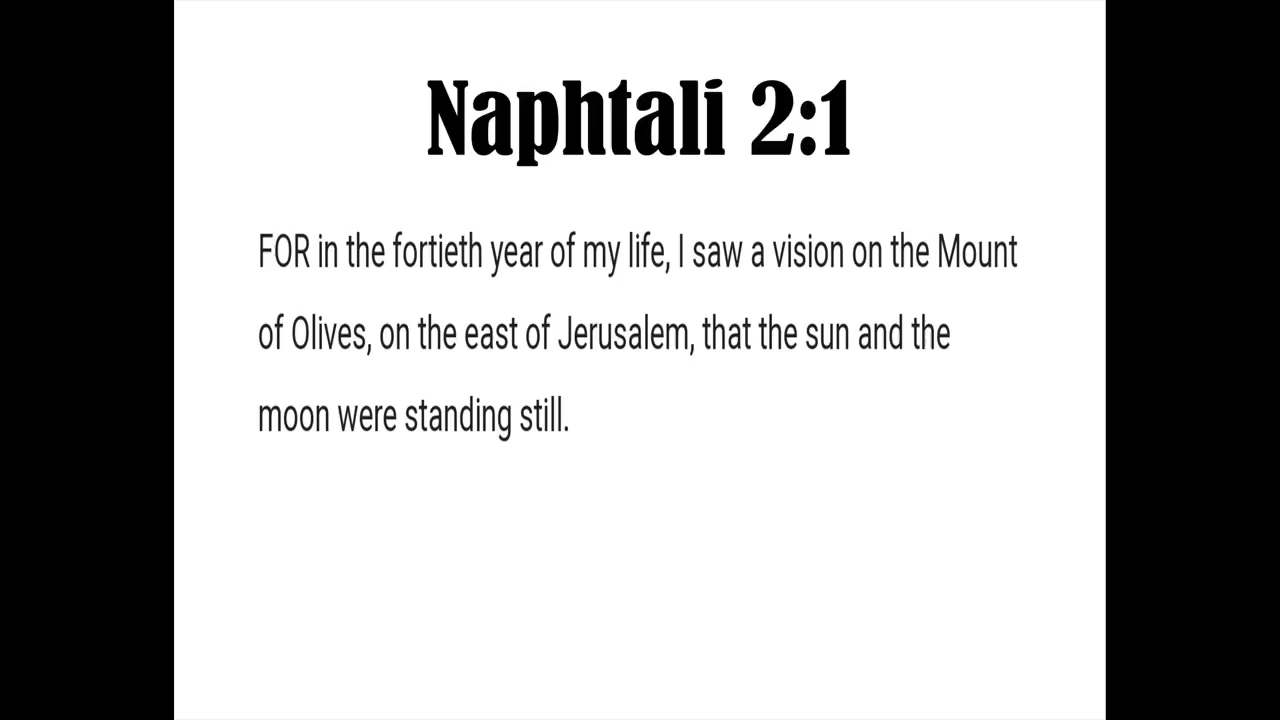 Naphtali 2:1
FOR in the fortieth year of my life, I saw a vision on the Mount
of Olives, on the east of Jerusalem, that the sun and the
moon were standing still.